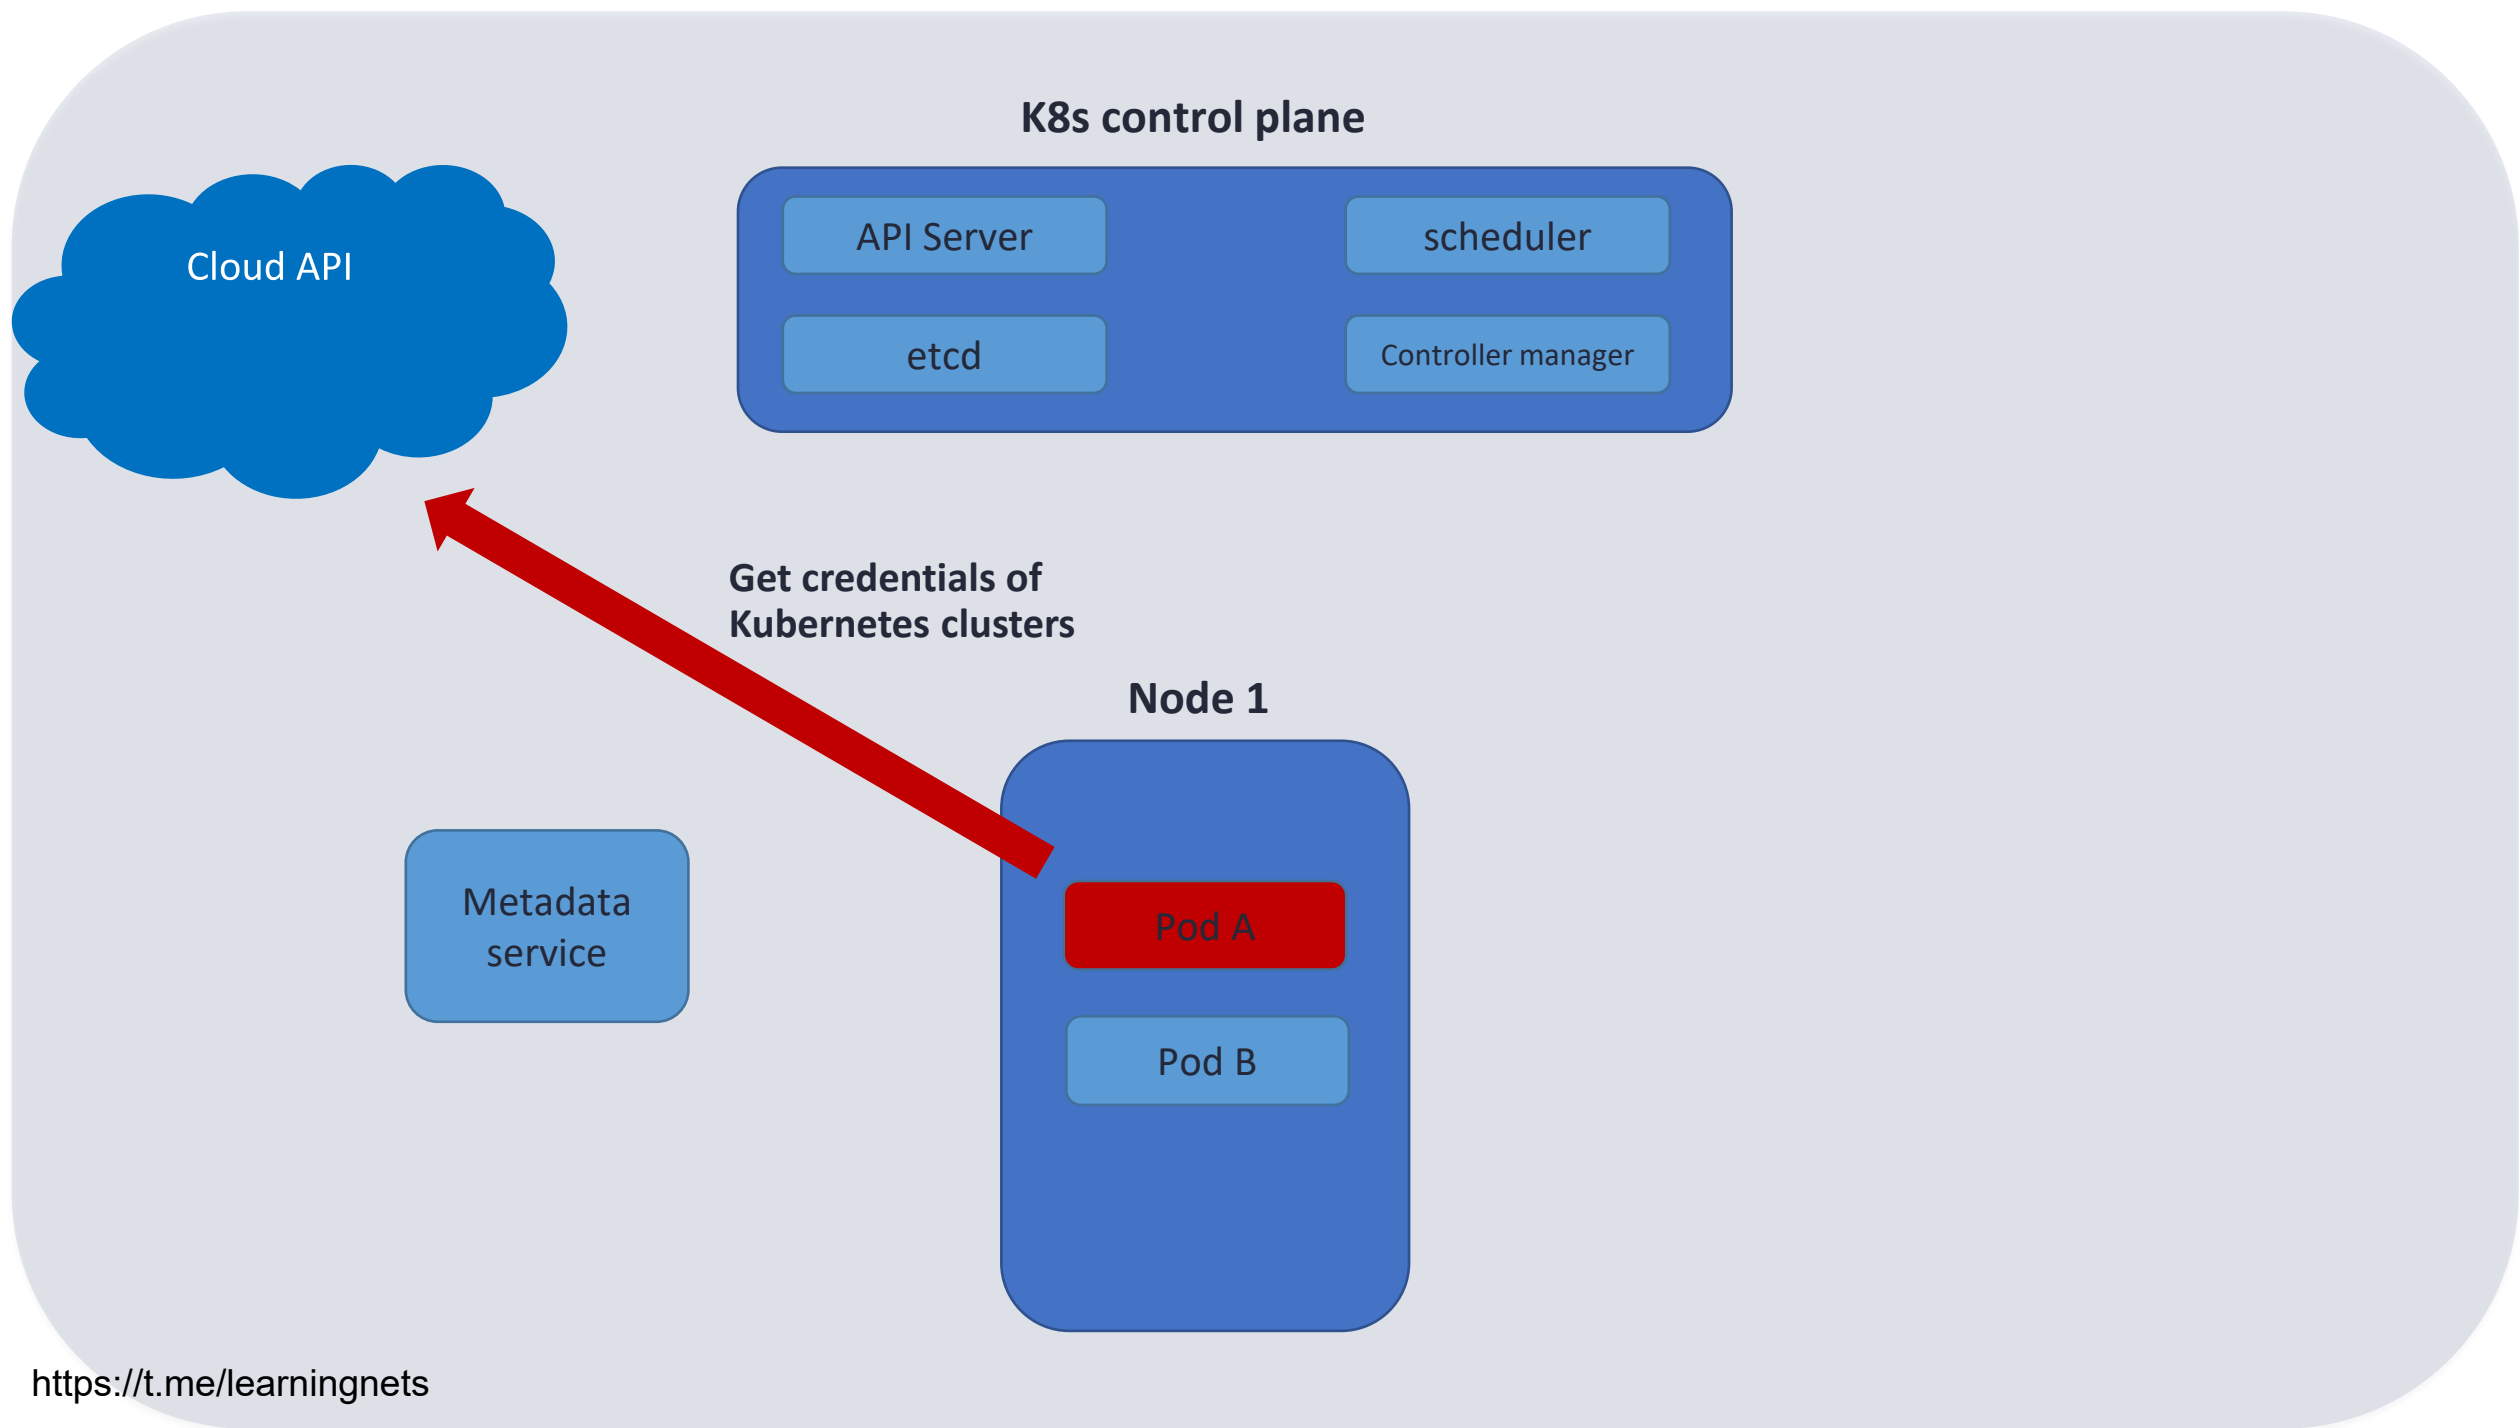 K8s control plane
Cloud API
API Server
scheduler
etcd
Controller manager
Get credentials of
Kubernetes clusters
Node 1
Metadata
service
Pod A
Pod B
https://t.me/learningnets